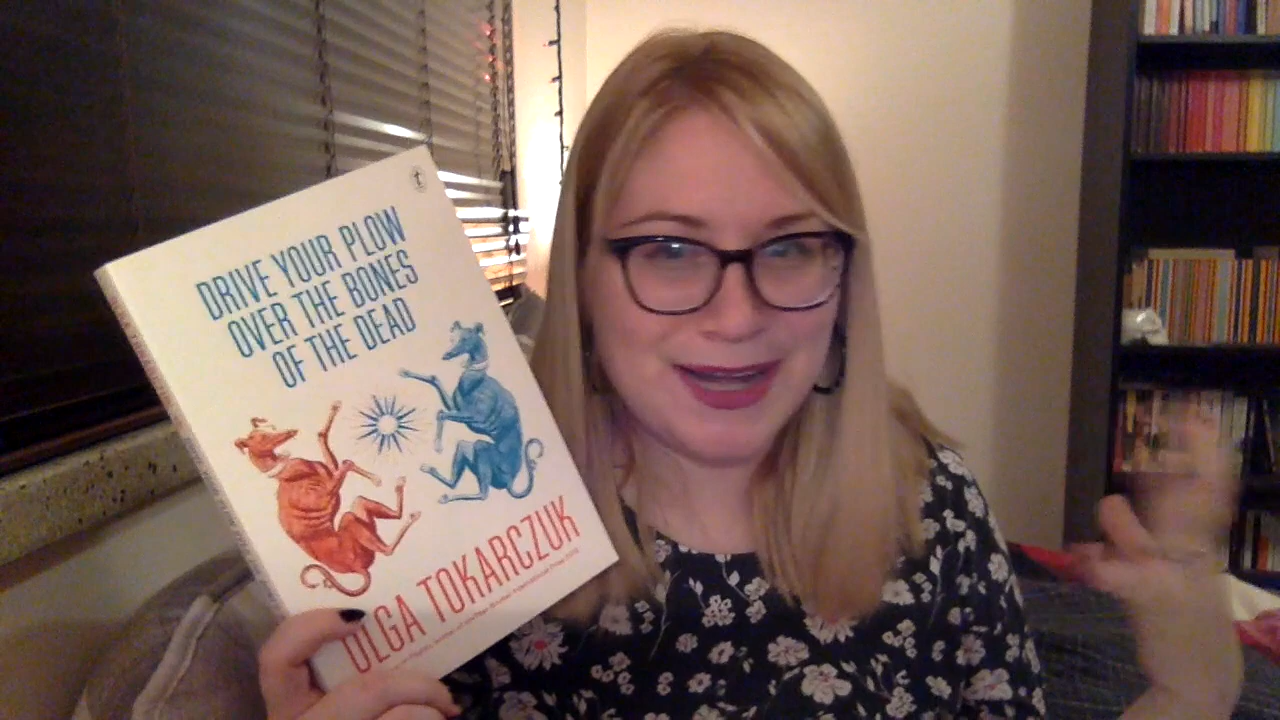 DRIVE YOUR PLOW
OVER THE BONES
OF THE DEAD
OLGA TOKARCZUK
t